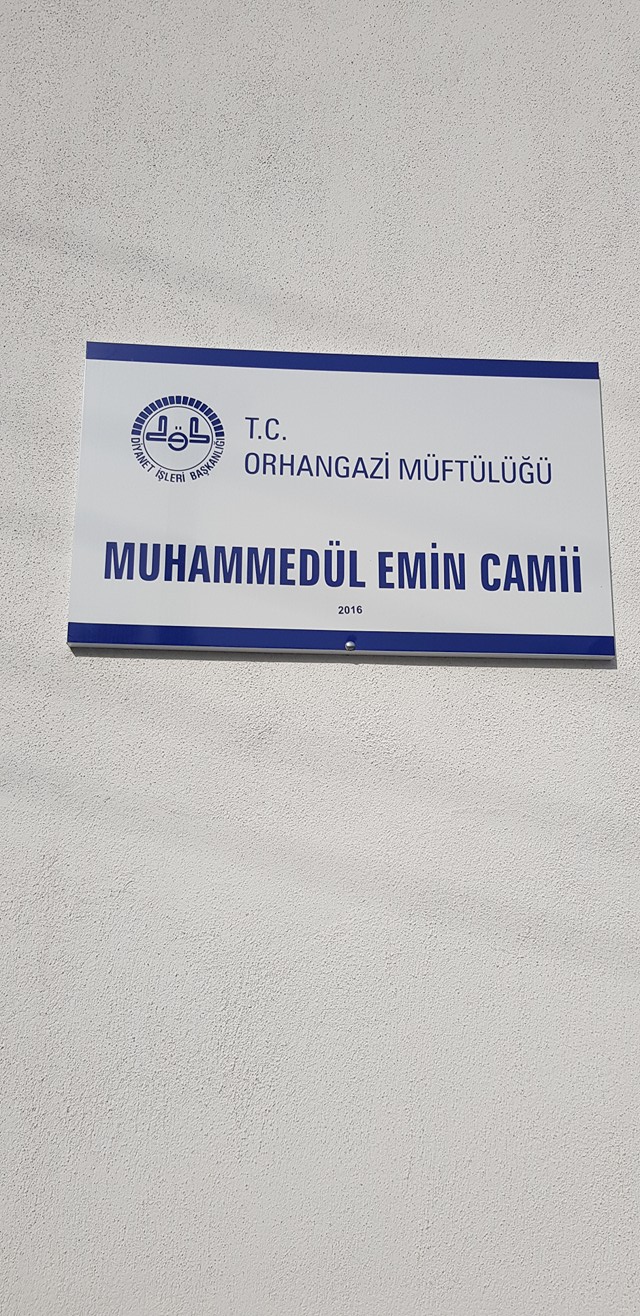 DİYANET İŞLERİ BAŞKANLIĞI
T.C.
ORHANGAZİ MÜFTÜLÜĞÜ
MUHAMMEDÜL EMİN CAMİİ
2016